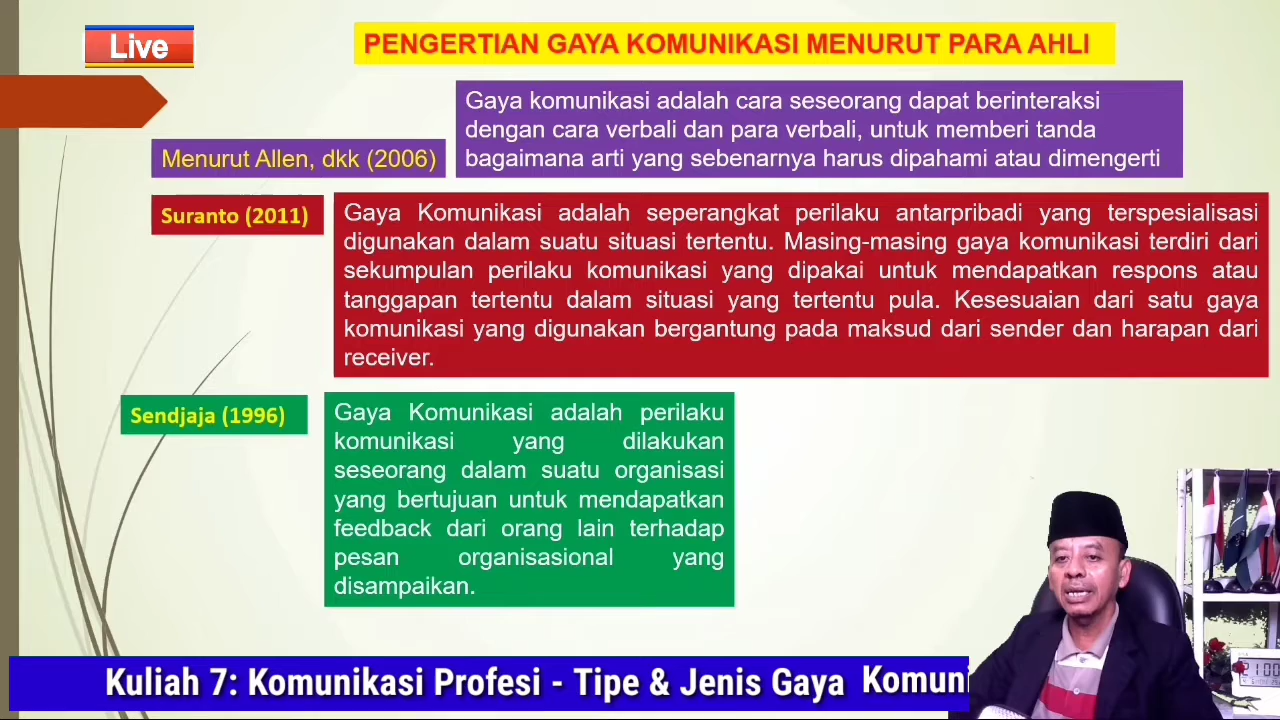 Live
PENGERTIAN GAYA KOMUNIKASI MENURUT PARA AHLI
Menurut Allen, dkk (2006)
Gaya komunikasi adalah cara seseorang dapat berinteraksi
dengan cara verbali dan para verbali, untuk memberi tanda
bagaimana arti yang sebenarnya harus dipahami atau dimengerti
Suranto (2011)
Gaya Komunikasi adalah seperangkat perilaku antarpribadi yang terspesialisasi
digunakan dalam suatu situasi tertentu. Masing-masing gaya komunikasi terdiri dari
sekumpulan perilaku komunikasi yang dipakai untuk mendapatkan respons atau
tanggapan tertentu dalam situasi yang tertentu pula. Kesesuaian dari satu gaya
komunikasi yang digunakan bergantung pada maksud dari sender dan harapan dari
receiver.
Sendjaja (1996)
Gaya Komunikasi adalah perilaku
komunikasi yang dilakukan
seseorang dalam suatu organisasi
yang bertujuan untuk mendapatkan
feedback dari orang lain terhadap
pesan organisasional yang
disampaikan.
Kuliah 7: Komunikasi Profesi - Tipe & Jenis Gaya Komuni